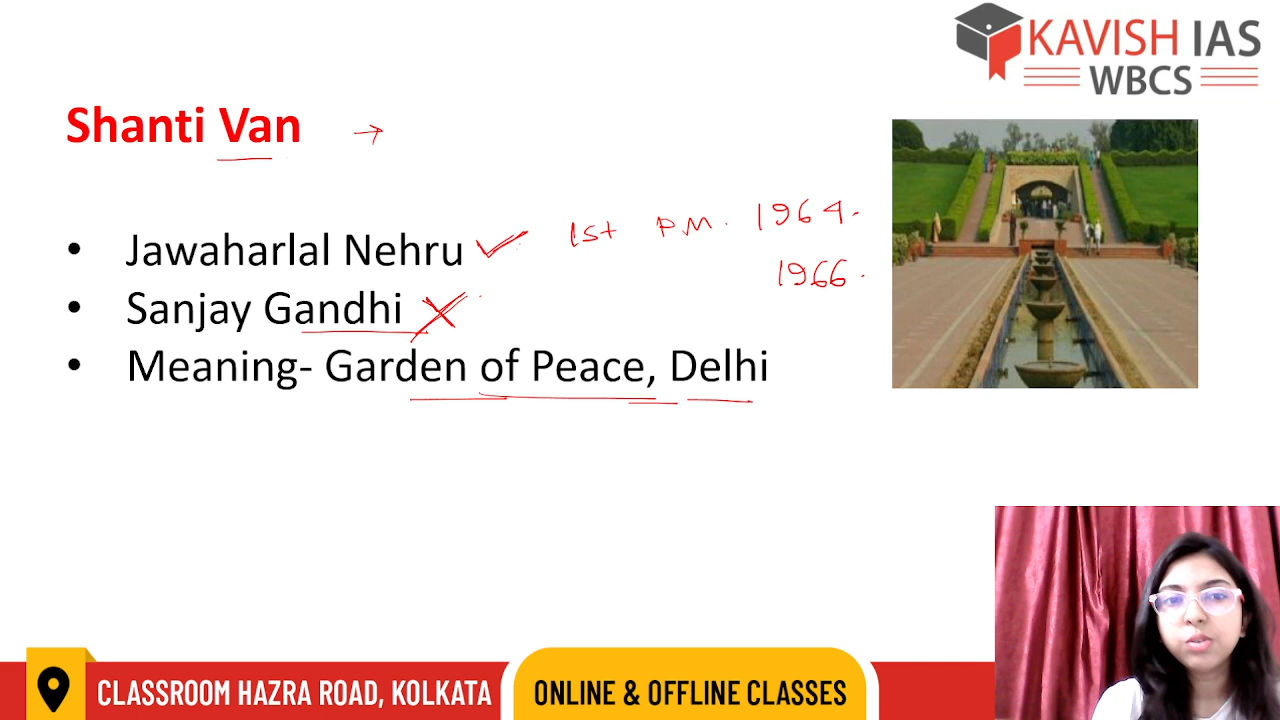 KAVISH IAS
WBCS
Shanti Van
Jawaharlal Nehru
1st P.M. 1964.
1966.
Sanjay Gandhi
Meaning- Garden of Peace, Delhi
CLASSROOM HAZRA ROAD, KOLKATA
ONLINE & OFFLINE CLASSES